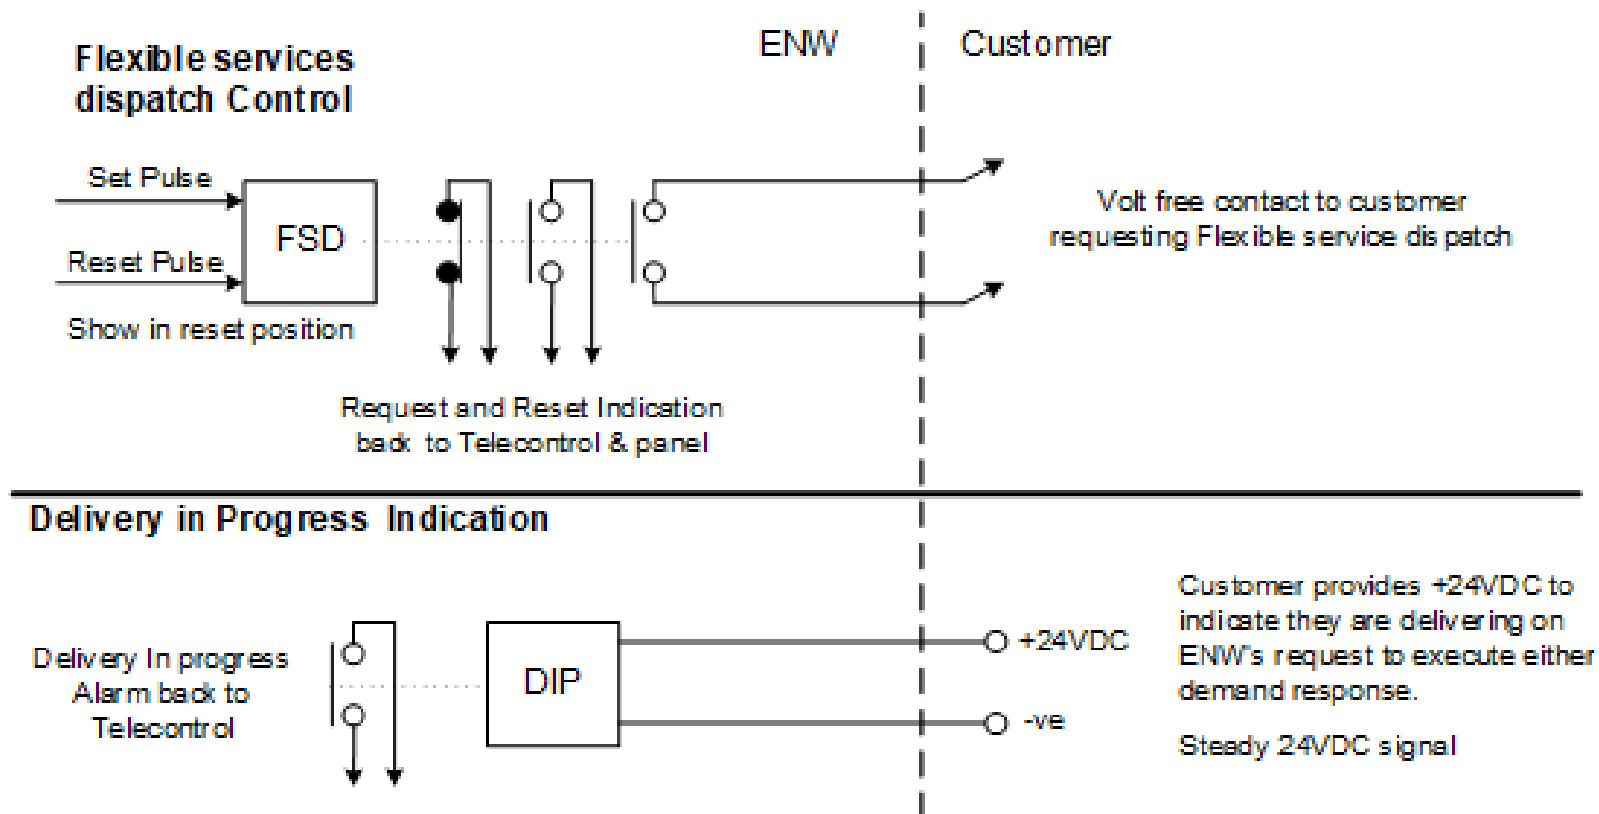 Flexible services
dispatch Control
ENW
Customer
Set Pulse
FSD
Reset Pulse
Show in reset position
Volt free contact to customer
requesting Flexible service dispatch
Request and Reset Indication
back to Telecontrol & panel
Delivery in Progress Indication
Delivery In progress
Alarm back to
Telecontrol
DIP
+24VDC
-ve
Customer provides +24VDC to
indicate they are delivering on
ENW's request to execute either
demand response.
Steady 24VDC signal